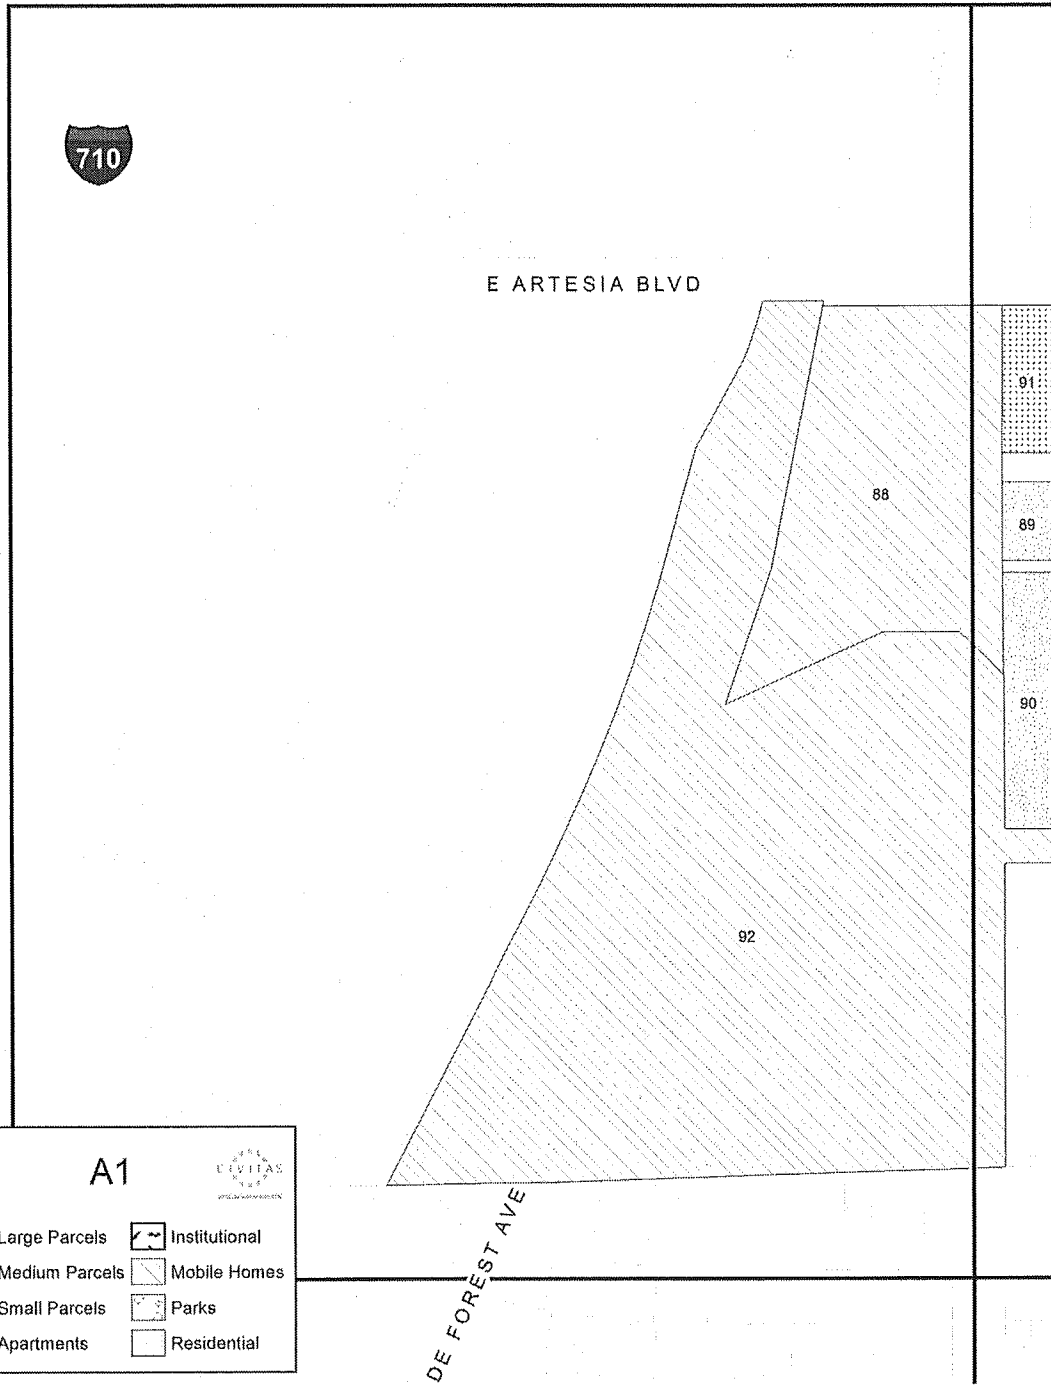 710
E ARTESIA BLVD
91
88
89
90
92
A1
CIVITAS
Large Parcels
Institutional
Medium Parcels
Mobile Homes
Small Parcels
Parks
Apartments
Residential
DE FOREST AVE